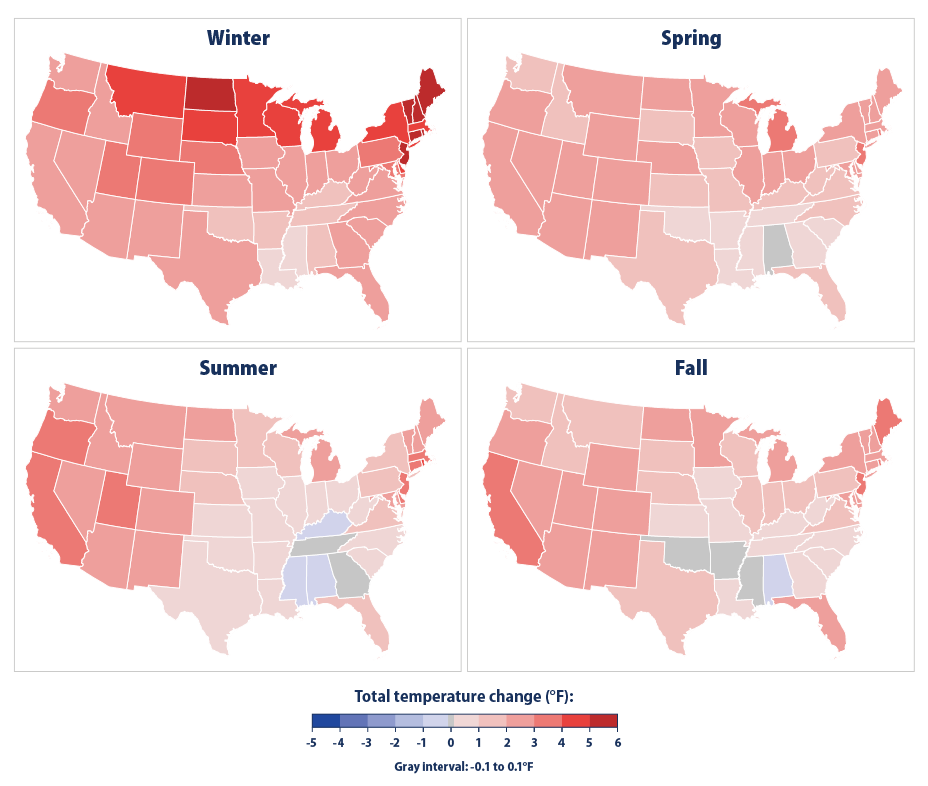 Winter
Spring
Summer
Fall
Total temperature change (°F):
-5 -4 -3 -2 -1 0 1 2 3 4 5 6
Gray interval: -0.1 to 0.1°F